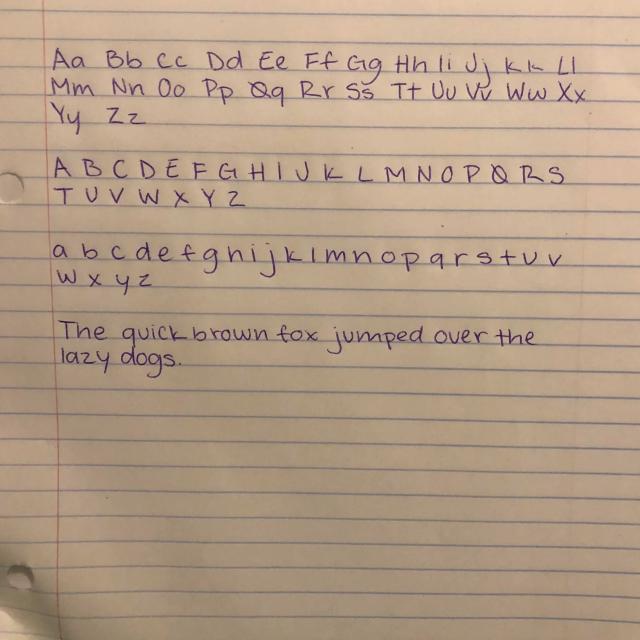 Aa Bb Cc Dd Ee Ff Gg Hh Ii Jj Kk Ll
Mm Nn Oo Pp Qq Rr Ss Tt Uu Vv Ww Xx
Yy Zz
A B C D E F G H I J K L M N O P Q R S
T U V W X Y Z
a b c d e f g h i j k l m n o p q r s t u v
w x y z
The quick brown fox jumped over the
lazy dogs.